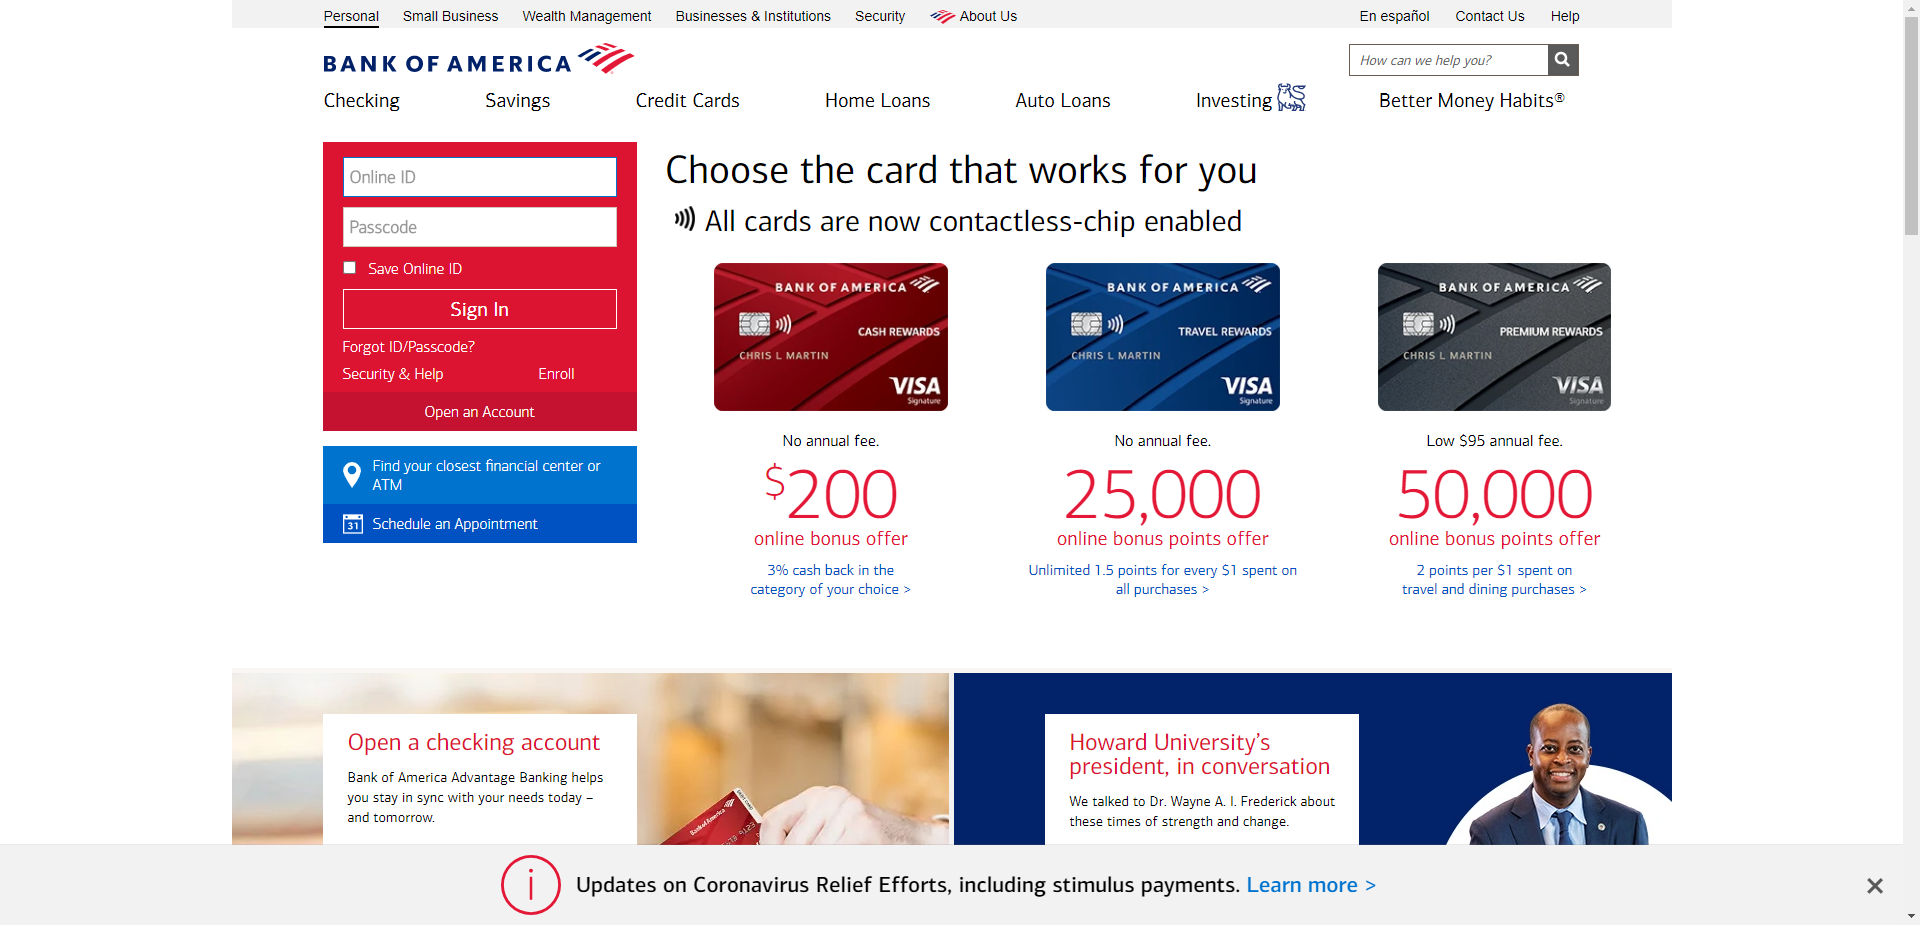 Personal Small Business Wealth Management Businesses & Institutions Security About Us En español Contact Us Help
BANK OF AMERICA
How can we help you?
Checking Savings Credit Cards Home Loans Auto Loans Investing Better Money Habits®
Online ID
Passcode
Save Online ID
Sign In
Forgot ID/Passcode?
Security & Help Enroll
Open an Account
Find your closest financial center or
ATM
31 Schedule an Appointment
Choose the card that works for you
All cards are now contactless-chip enabled
BANK OF AMERICA
CASH REWARDS
CHRIS L MARTIN
VISA
Signature
No annual fee.
$200
online bonus offer
3% cash back in the
category of your choice >
BANK OF AMERICA
TRAVEL REWARDS
CHRIS L MARTIN
VISA
Signature
No annual fee.
25,000
online bonus points offer
Unlimited 1.5 points for every $1 spent on
all purchases >
BANK OF AMERICA
PREMIUM REWARDS
CHRIS L MARTIN
VISA
Signature
Low $95 annual fee.
50,000
online bonus points offer
2 points per $1 spent on
travel and dining purchases >
Open a checking account
Bank of America Advantage Banking helps
you stay in sync with your needs today –
and tomorrow.
Bank of America
Howard University's
president, in conversation
We talked to Dr. Wayne A. I. Frederick about
these times of strength and change.
Updates on Coronavirus Relief Efforts, including stimulus payments. Learn more >